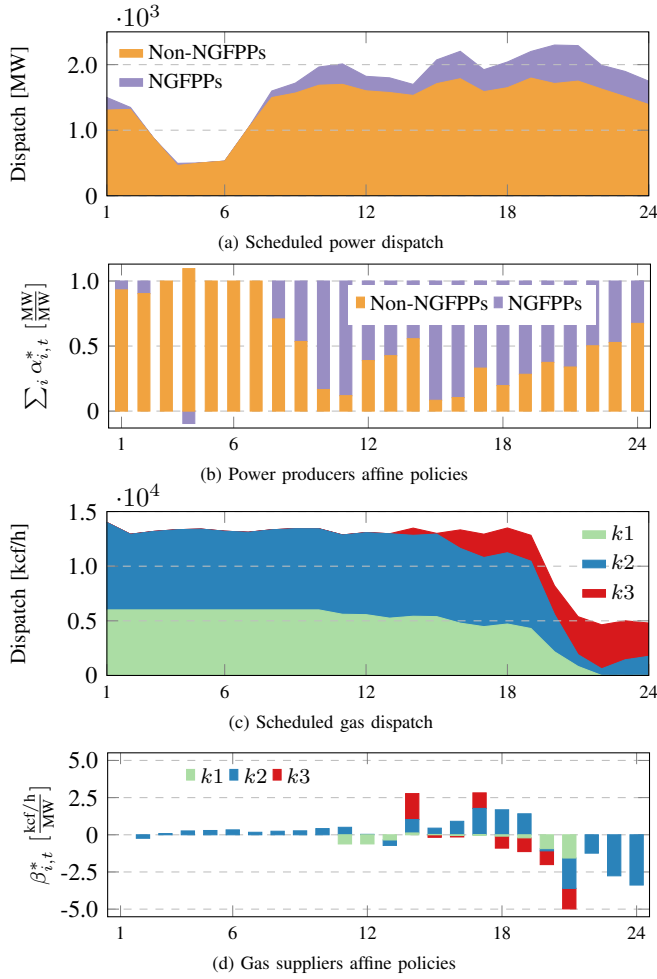 ·10³
Dispatch [MW]
2.0
1.0
0
Non-NGFPPs
NGFPPs
1 6 12 18 24
(a) Scheduled power dispatch
∑ᵢ α*ᵢ,ₜ [MW/MW]
1.0
0.5
0
Non-NGFPPs NGFPPs
1 6 12 18 24
(b) Power producers affine policies
·10⁴
Dispatch [kcf/h]
1.5
1.0
0.5
0
k1
k2
k3
1 6 12 18 24
(c) Scheduled gas dispatch
β*ᵢ,ₜ [kcf/h/MW]
5.0
2.5
0
-2.5
-5.0
k1 k2 k3
1 6 12 18 24
(d) Gas suppliers affine policies